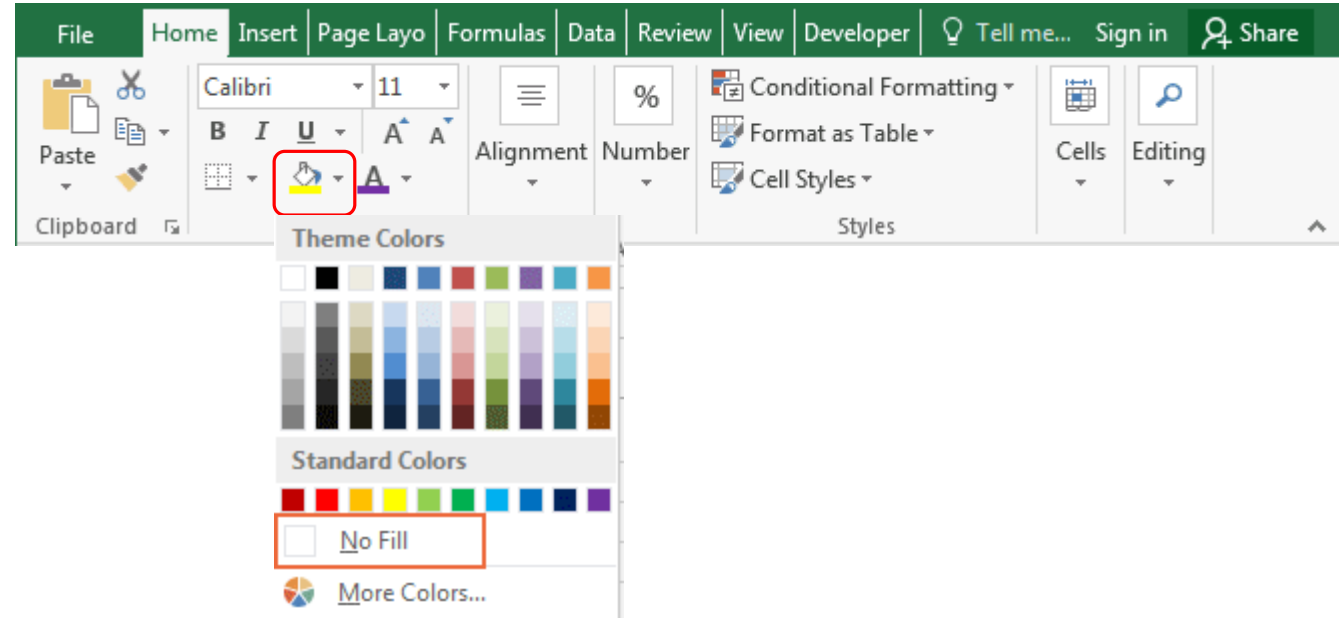 File Home Insert Page Layo Formulas Data Review View Developer Tell me... Sign in Share
Calibri 11
% Conditional Formatting
B I U A A
Format as Table
Paste Alignment Number Cells Editing
A Cell Styles
Clipboard Styles
Theme Colors
Standard Colors
No Fill
More Colors...